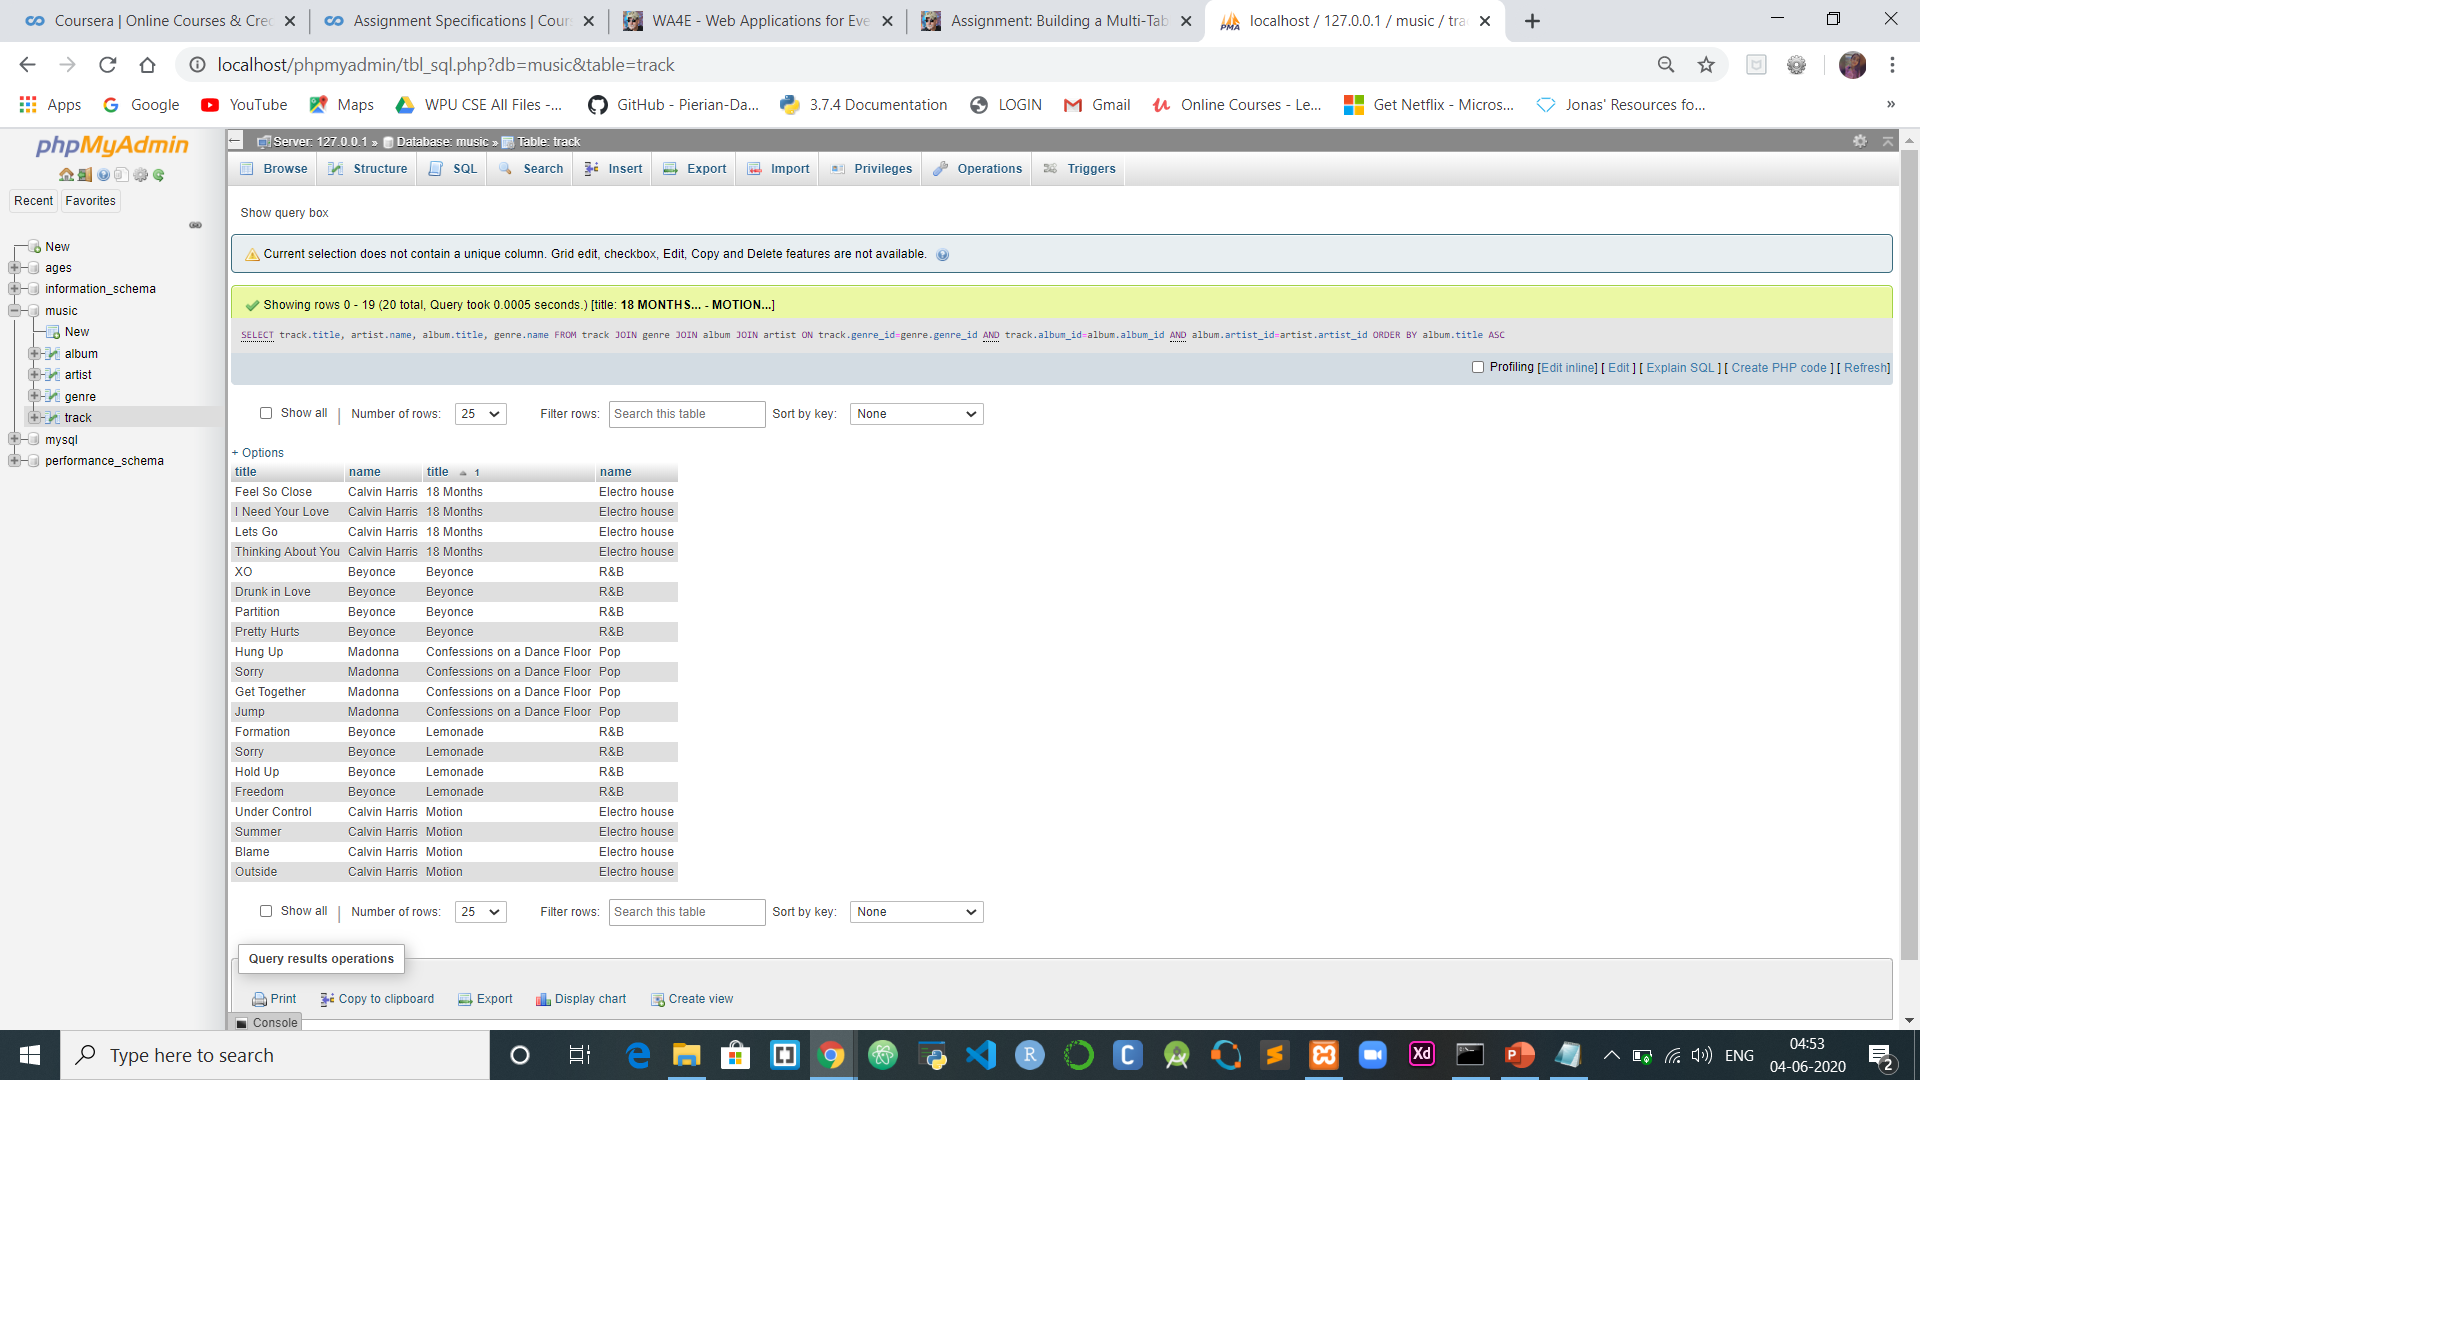 Coursera | Online Courses & Cred
Assignment Specifications | Cour
WA4E - Web Applications for Eve
Assignment: Building a Multi-Tab
localhost / 127.0.0.1 / music / tra
localhost/phpmyadmin/tbl_sql.php?db=music&table=track
Apps Google YouTube Maps WPU CSE All Files -... GitHub - Pierian-Da... 3.7.4 Documentation LOGIN Gmail Online Courses - Le... Get Netflix - Micros... Jonas' Resources fo... »
phpMyAdmin
Recent Favorites
New
ages
information_schema
music
New
album
artist
genre
track
mysql
performance_schema
Server: 127.0.0.1 » Database: music » Table: track
Browse Structure SQL Search Insert Export Import Privileges Operations Triggers
Show query box
Current selection does not contain a unique column. Grid edit, checkbox, Edit, Copy and Delete features are not available.
Showing rows 0 - 19 (20 total, Query took 0.0005 seconds.) [title: 18 MONTHS... - MOTION...]
SELECT track.title, artist.name, album.title, genre.name FROM track JOIN genre JOIN album JOIN artist ON track.genre_id=genre.genre_id AND track.album_id=album.album_id AND album.artist_id=artist.artist_id ORDER BY album.title ASC
Profiling [Edit inline] [ Edit ] [ Explain SQL ] [ Create PHP code ] [ Refresh]
Show all | Number of rows: 25 Filter rows: Search this table Sort by key: None
+ Options
title name title 1 name
Feel So Close Calvin Harris 18 Months Electro house
I Need Your Love Calvin Harris 18 Months Electro house
Lets Go Calvin Harris 18 Months Electro house
Thinking About You Calvin Harris 18 Months Electro house
XO Beyonce Beyonce R&B
Drunk in Love Beyonce Beyonce R&B
Partition Beyonce Beyonce R&B
Pretty Hurts Beyonce Beyonce R&B
Hung Up Madonna Confessions on a Dance Floor Pop
Sorry Madonna Confessions on a Dance Floor Pop
Get Together Madonna Confessions on a Dance Floor Pop
Jump Madonna Confessions on a Dance Floor Pop
Formation Beyonce Lemonade R&B
Sorry Beyonce Lemonade R&B
Hold Up Beyonce Lemonade R&B
Freedom Beyonce Lemonade R&B
Under Control Calvin Harris Motion Electro house
Summer Calvin Harris Motion Electro house
Blame Calvin Harris Motion Electro house
Outside Calvin Harris Motion Electro house
Show all | Number of rows: 25 Filter rows: Search this table Sort by key: None
Query results operations
Print Copy to clipboard Export Display chart Create view
Console
Type here to search
ENG
04:53
04-06-2020
2